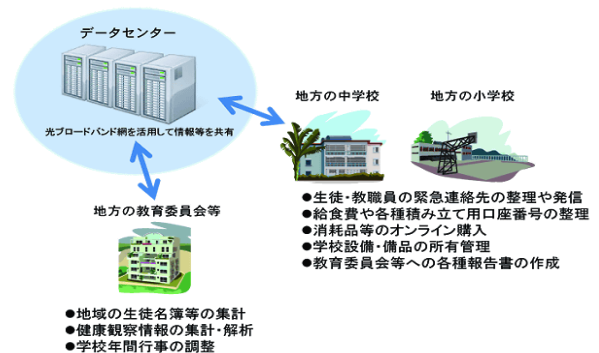 データセンター
光ブロードバンド網を活用して情報等を共有
地方の中学校
地方の小学校
●生徒・教職員の緊急連絡先の整理や発信
●給食費や各種積み立て用口座番号の整理
●消耗品等のオンライン購入
●学校設備・備品の所有管理
●教育委員会等への各種報告書の作成
地方の教育委員会等
●地域の生徒名簿等の集計
●健康観察情報の集計・解析
●学校年間行事の調整